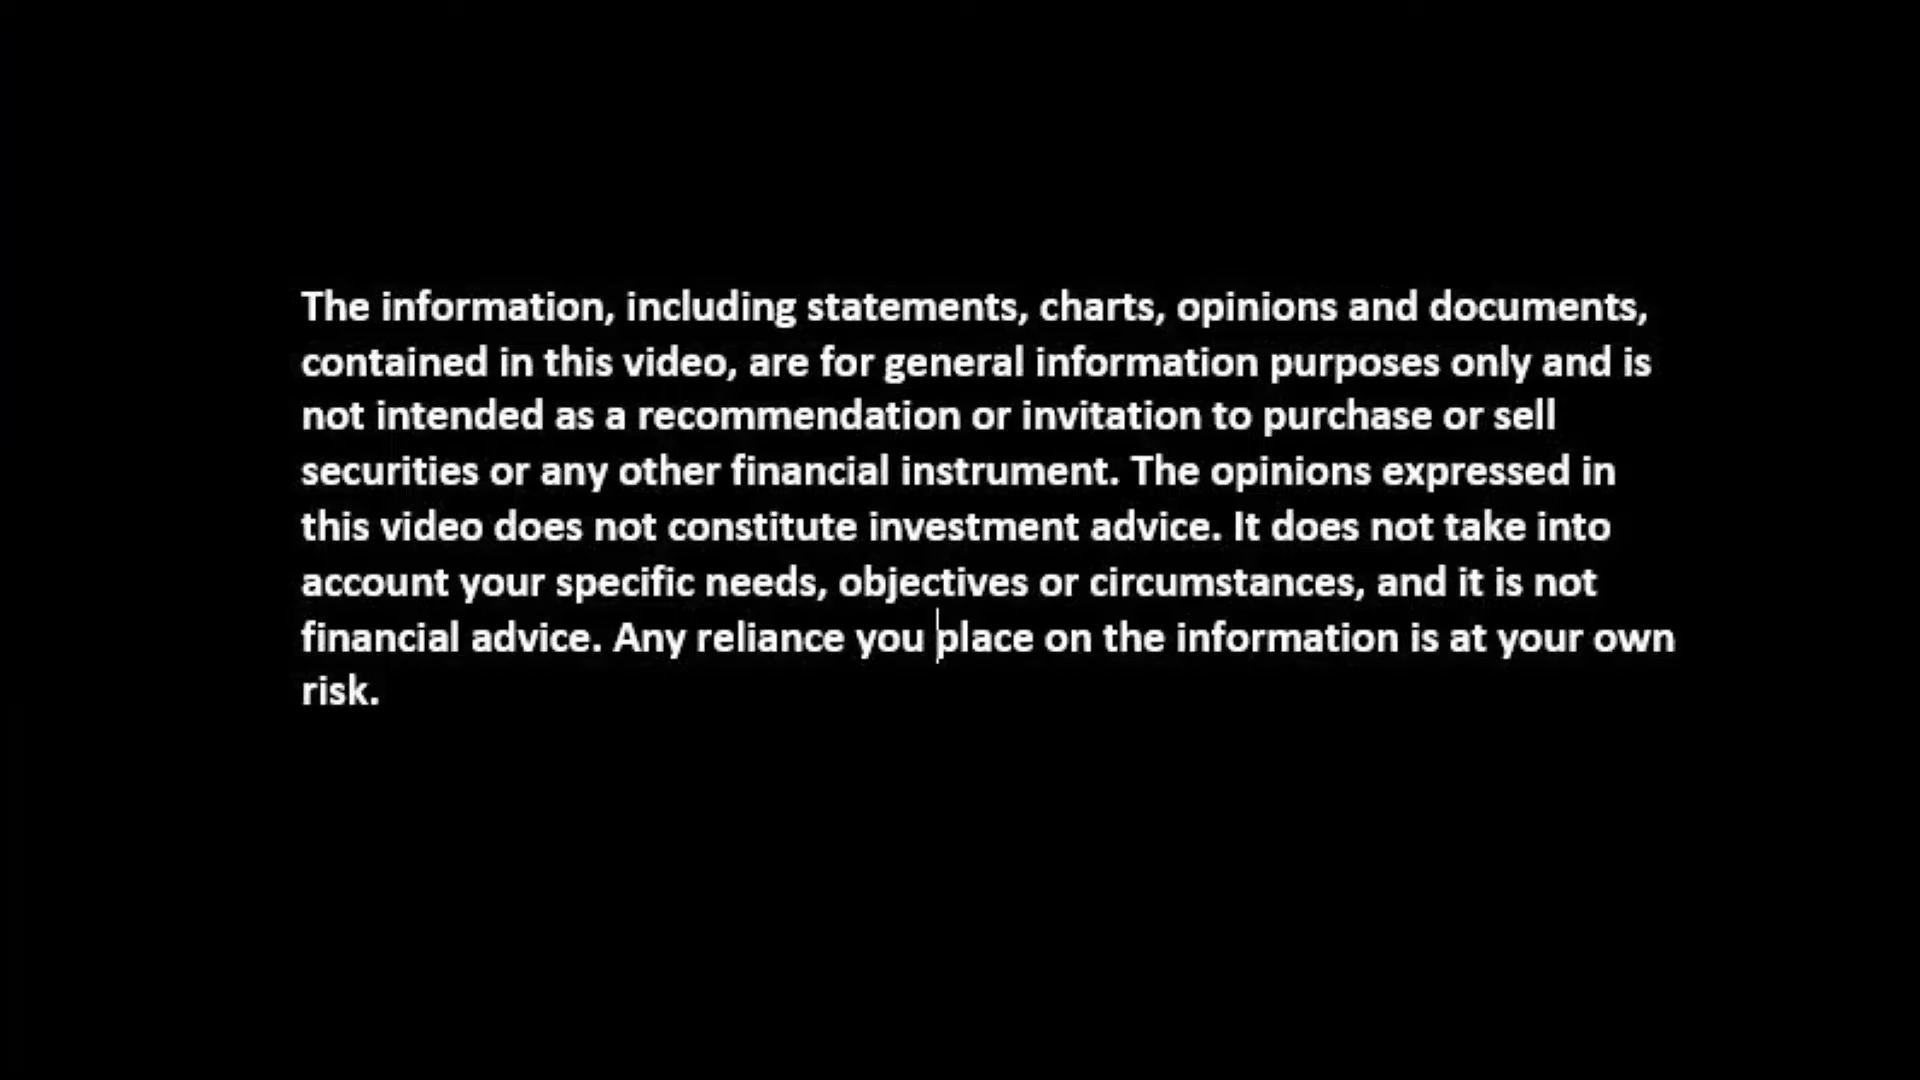 The information, including statements, charts, opinions and documents,
contained in this video, are for general information purposes only and is
not intended as a recommendation or invitation to purchase or sell
securities or any other financial instrument. The opinions expressed in
this video does not constitute investment advice. It does not take into
account your specific needs, objectives or circumstances, and it is not
financial advice. Any reliance you place on the information is at your own
risk.